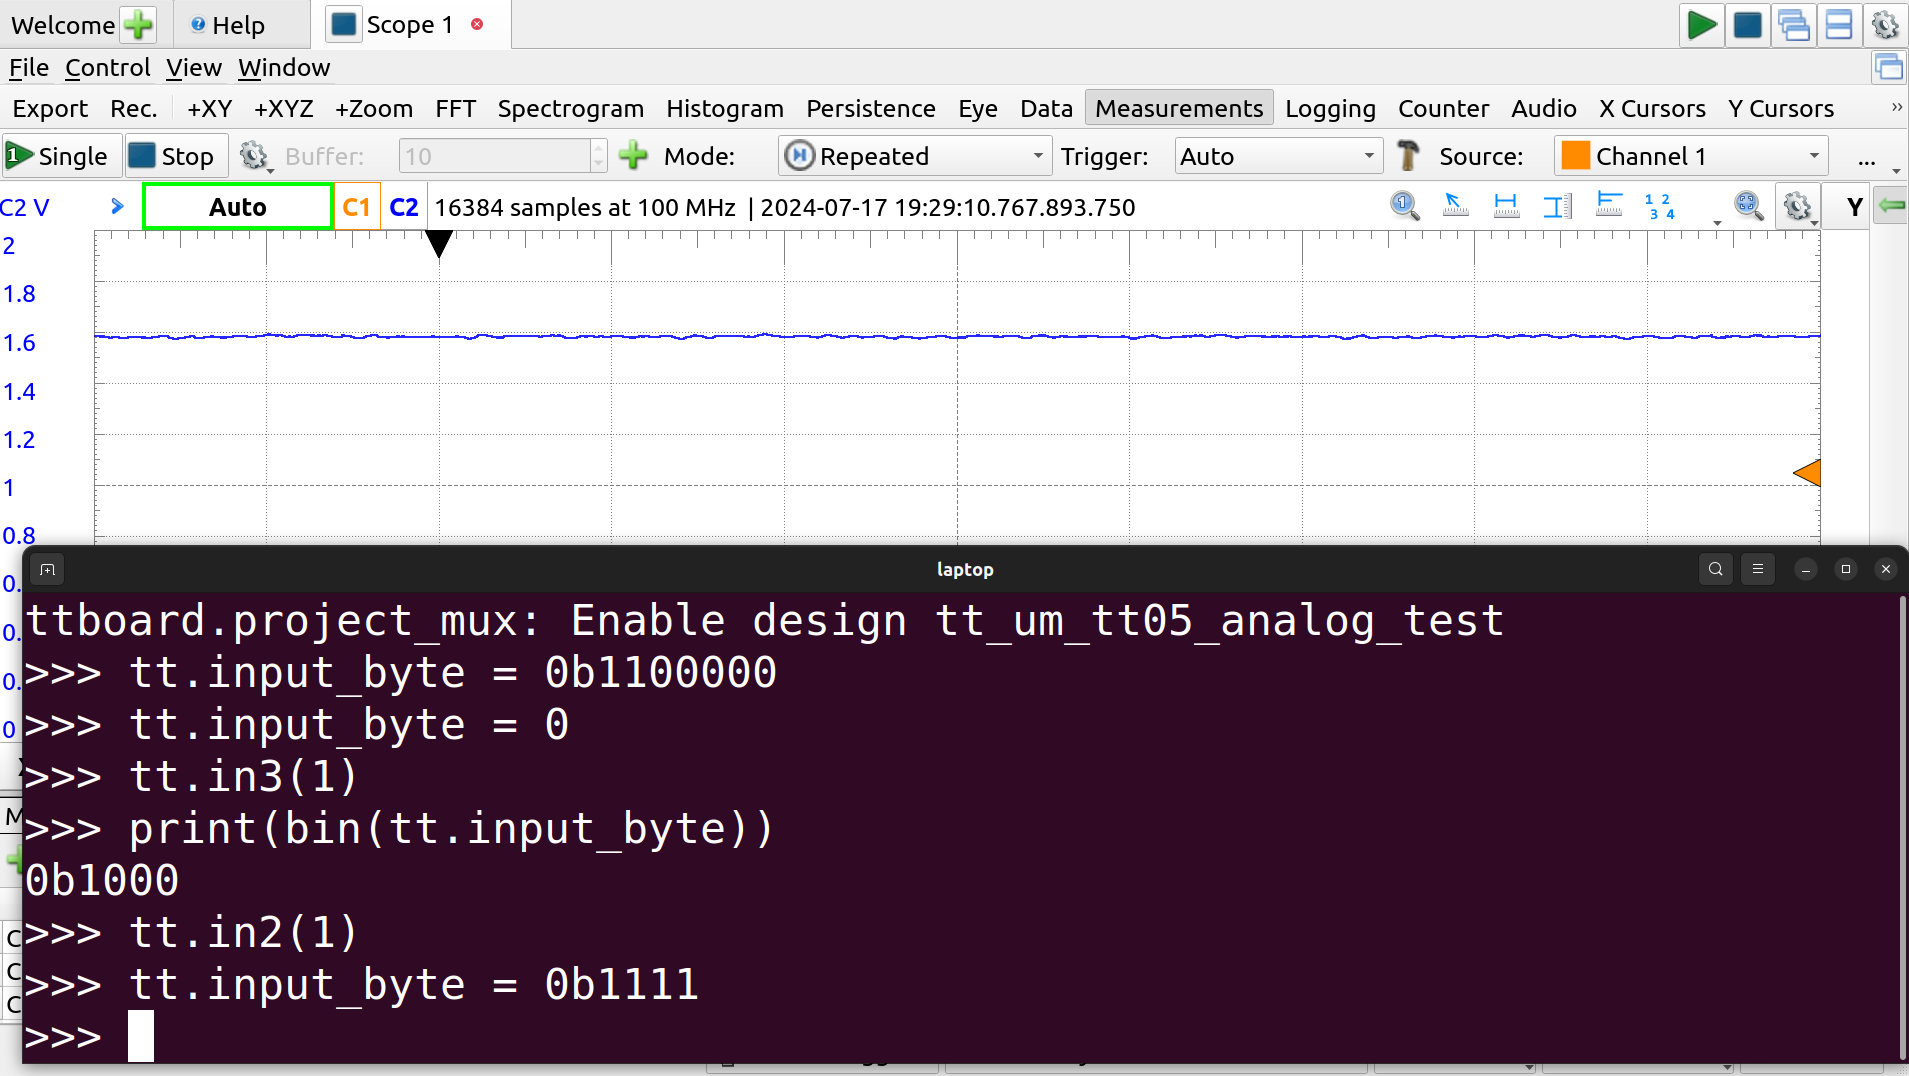 Welcome Help Scope 1
File Control View Window
Export Rec. +XY +XYZ +Zoom FFT Spectrogram Histogram Persistence Eye Data Measurements Logging Counter Audio X Cursors Y Cursors »
1 Single Stop Buffer: 10 Mode: Repeated Trigger: Auto Source: Channel 1 ...
C2 V Auto C1 C2 16384 samples at 100 MHz | 2024-07-17 19:29:10.767.893.750 Y
2
1.8
1.6
1.4
1.2
1
0.8
0.
0.
0.
0
laptop
ttboard.project_mux: Enable design tt_um_tt05_analog_test
>>> tt.input_byte = 0b1100000
>>> tt.input_byte = 0
>>> tt.in3(1)
>>> print(bin(tt.input_byte))
0b1000
>>> tt.in2(1)
>>> tt.input_byte = 0b1111
>>>